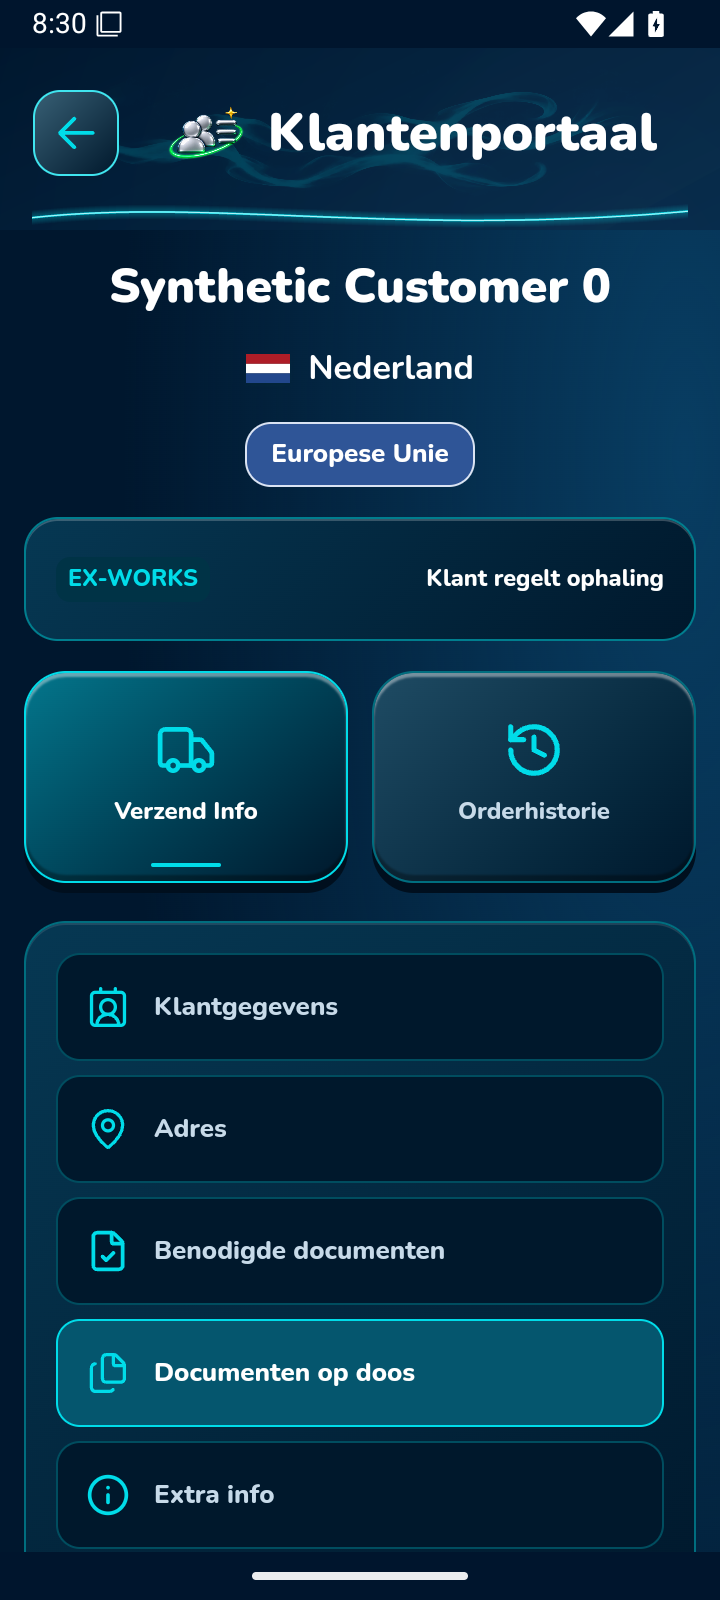 8:30
Klantenportaal
Synthetic Customer 0
Nederland
Europese Unie
EX-WORKS
Klant regelt ophaling
Verzend Info
Orderhistorie
Klantgegevens
Adres
Benodigde documenten
Documenten op doos
Extra info